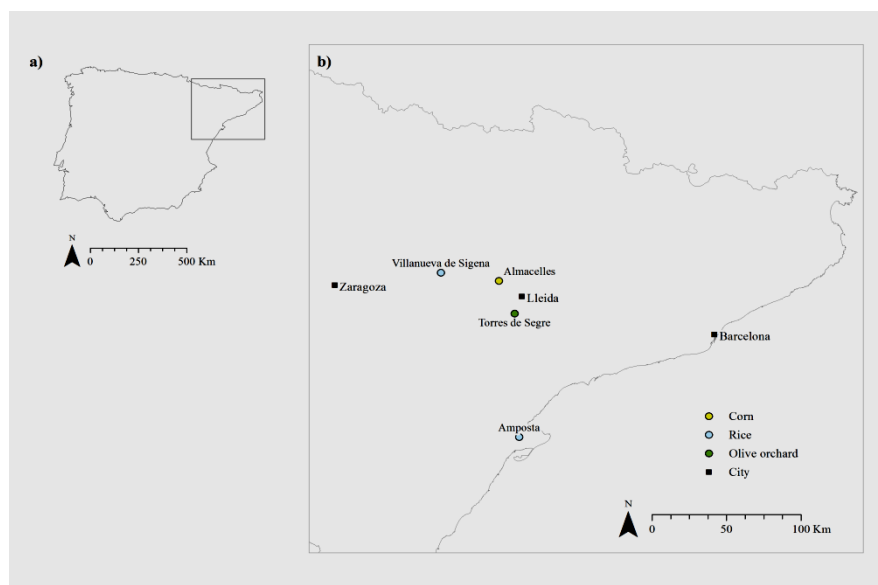 a)
N
0 250 500 Km
b)
Villanueva de Sigena
Almacelles
Zaragoza
Lleida
Torres de Segre
Barcelona
Amposta
Corn
Rice
Olive orchard
City
N
0 50 100 Km